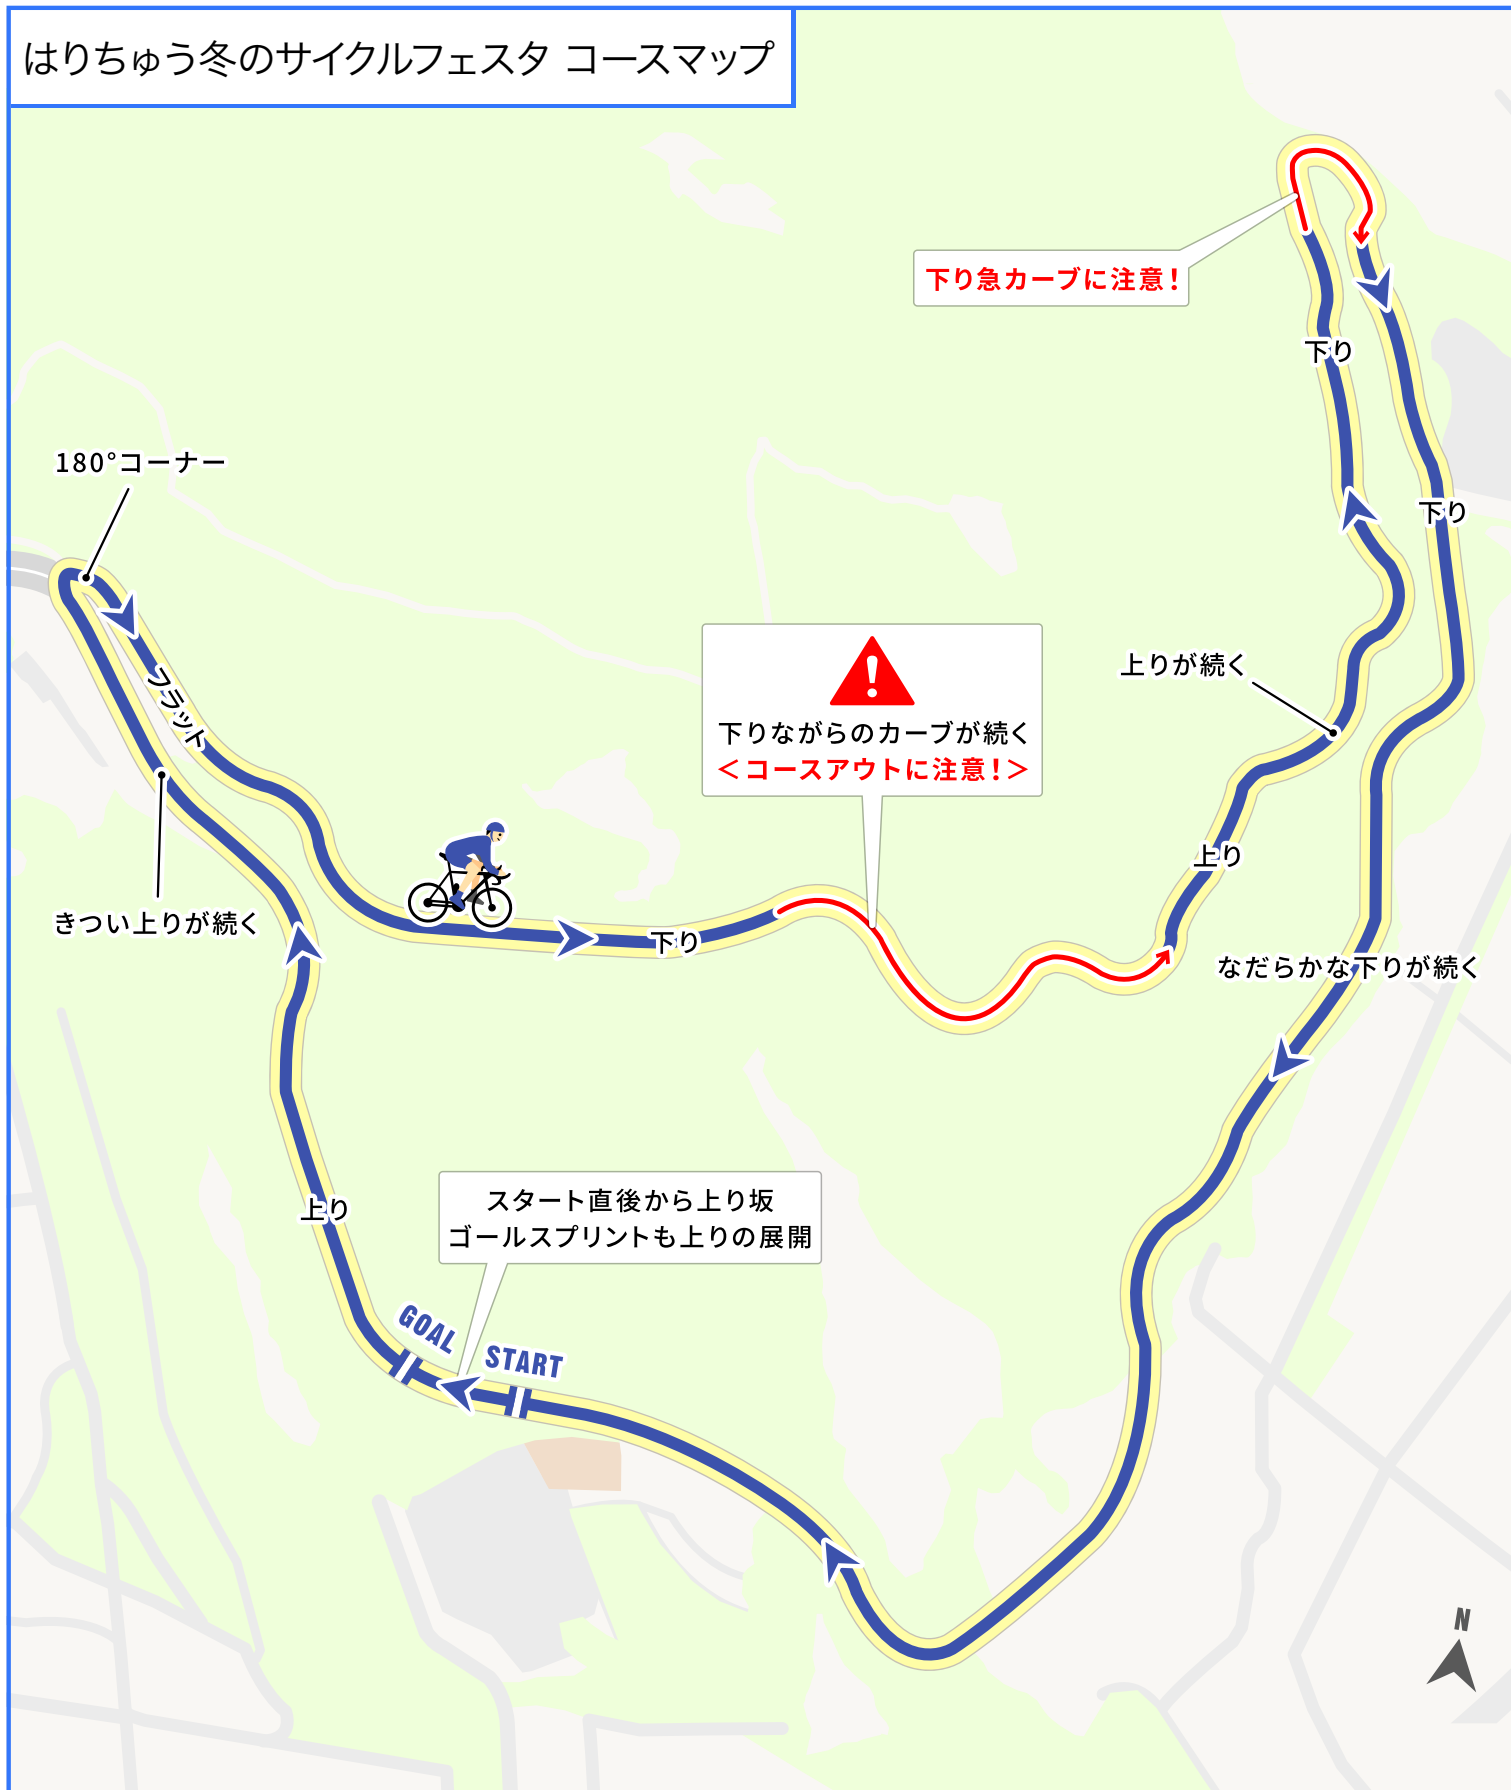 はりちゅう冬のサイクルフェスタ コースマップ
下り急カーブに注意！
下り
180°コーナー
下り
フラット
上りが続く
下りながらのカーブが続く
＜コースアウトに注意！＞
上り
きつい上りが続く
下り
なだらかな下りが続く
上り
スタート直後から上り坂
ゴールスプリントも上りの展開
GOAL
START
N